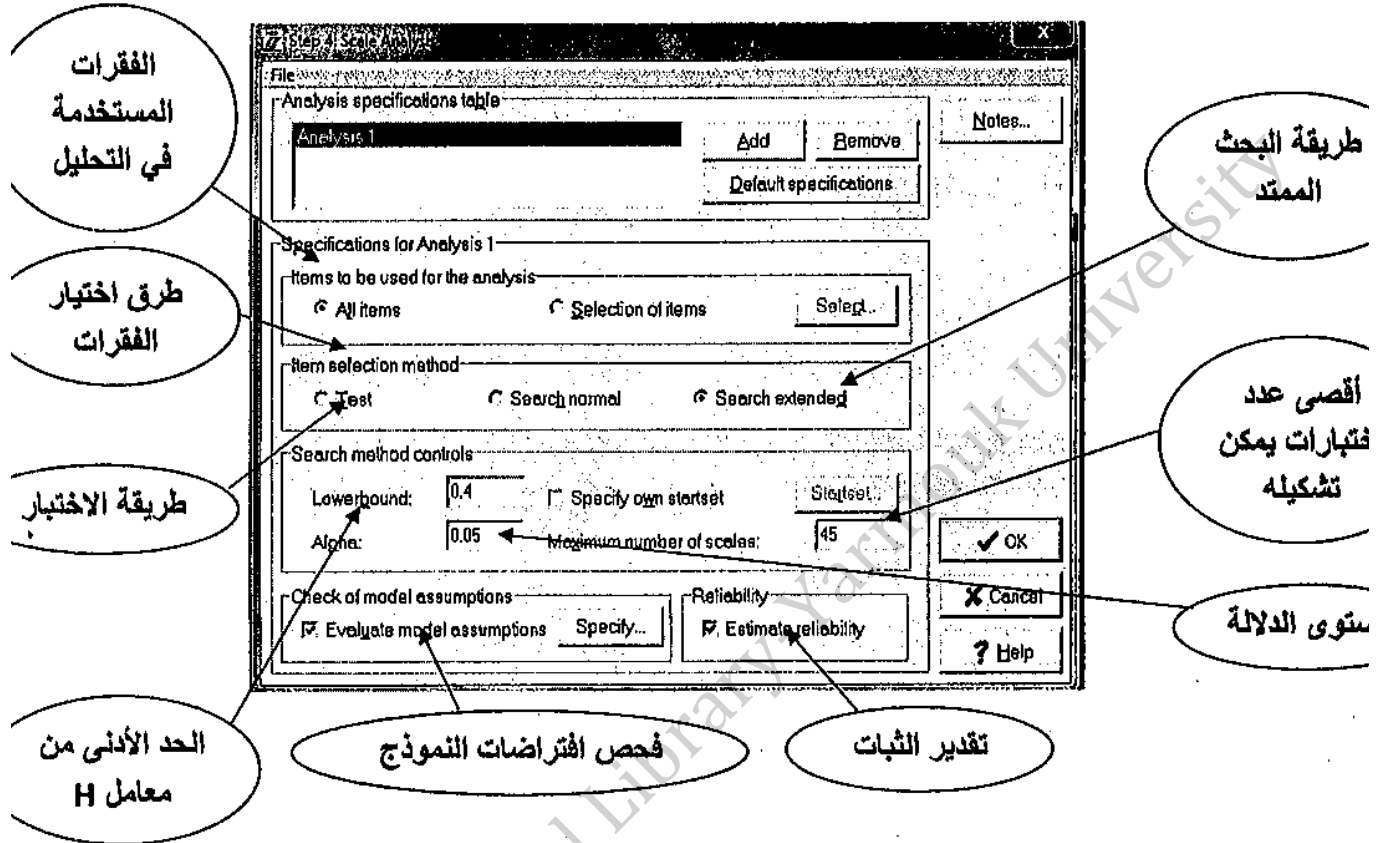 Step 4: Scale Analysis
File
Analysis specifications table
Analysis 1
Add
Remove
Default specifications
Notes...
Specifications for Analysis 1
Items to be used for the analysis
All items
Selection of items
Select...
Item selection method
Test
Search normal
Search extended
Search method controls
Lowerbound:
0.4
Specify own startset
Startset...
Alpha:
0.05
Maximum number of scales:
45
OK
Check of model assumptions
Evaluate model assumptions
Specify...
Reliability
Estimate reliability
Cancel
Help
الفقرات
المستخدمة
في التحليل
طرق اختيار
الفقرات
طريقة الاختبار
الحد الأدنى من
معامل H
فحص افتراضات النموذج
تقدير الثبات
طريقة البحث
الممتد
أقصى عدد
ختبارات يمكن
تشكيله
ستوى الدلالة
Library-Yarmouk University